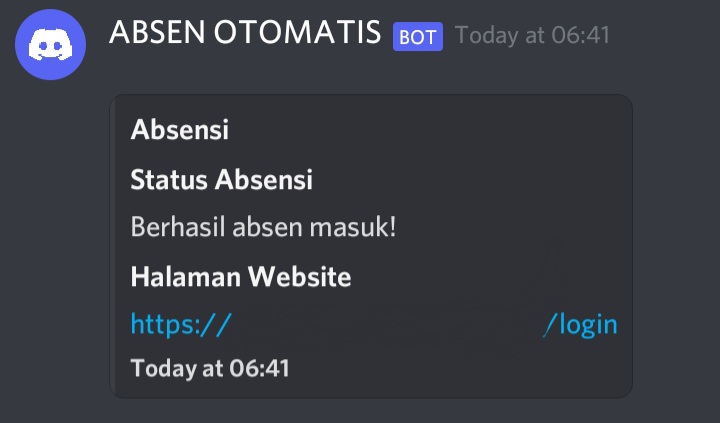 ABSEN OTOMATIS BOT Today at 06:41
Absensi
Status Absensi
Berhasil absen masuk!
Halaman Website
https:// /login
Today at 06:41